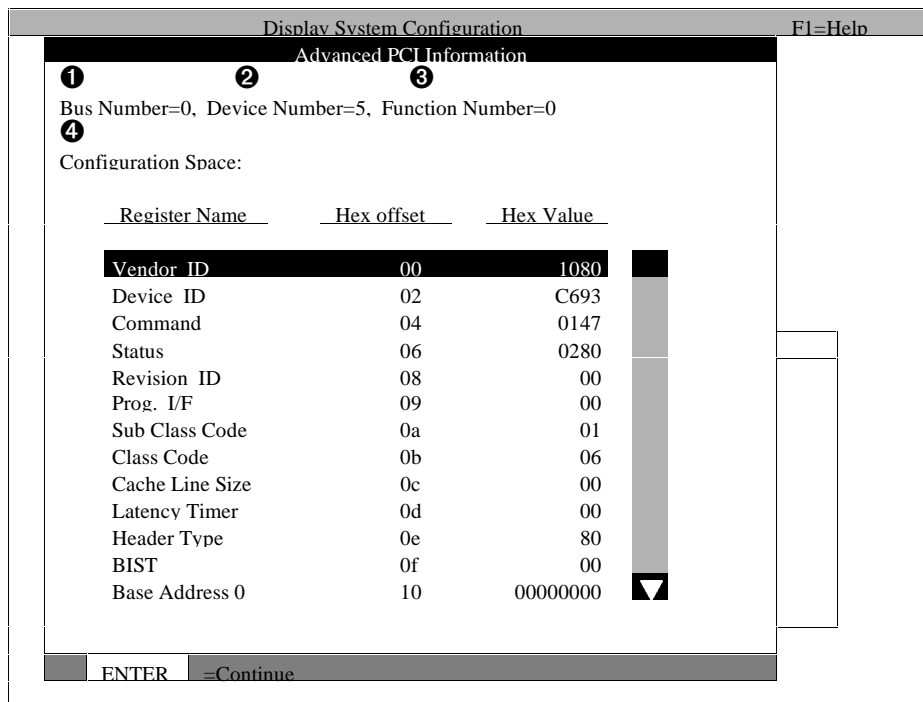 Display System Configuration F1=Help
Advanced PCI Information
❶ ❷ ❸
Bus Number=0, Device Number=5, Function Number=0
❹
Configuration Space:
Register Name Hex offset Hex Value
Vendor ID 00 1080
Device ID 02 C693
Command 04 0147
Status 06 0280
Revision ID 08 00
Prog. I/F 09 00
Sub Class Code 0a 01
Class Code 0b 06
Cache Line Size 0c 00
Latency Timer 0d 00
Header Type 0e 80
BIST 0f 00
Base Address 0 10 00000000
ENTER =Continue